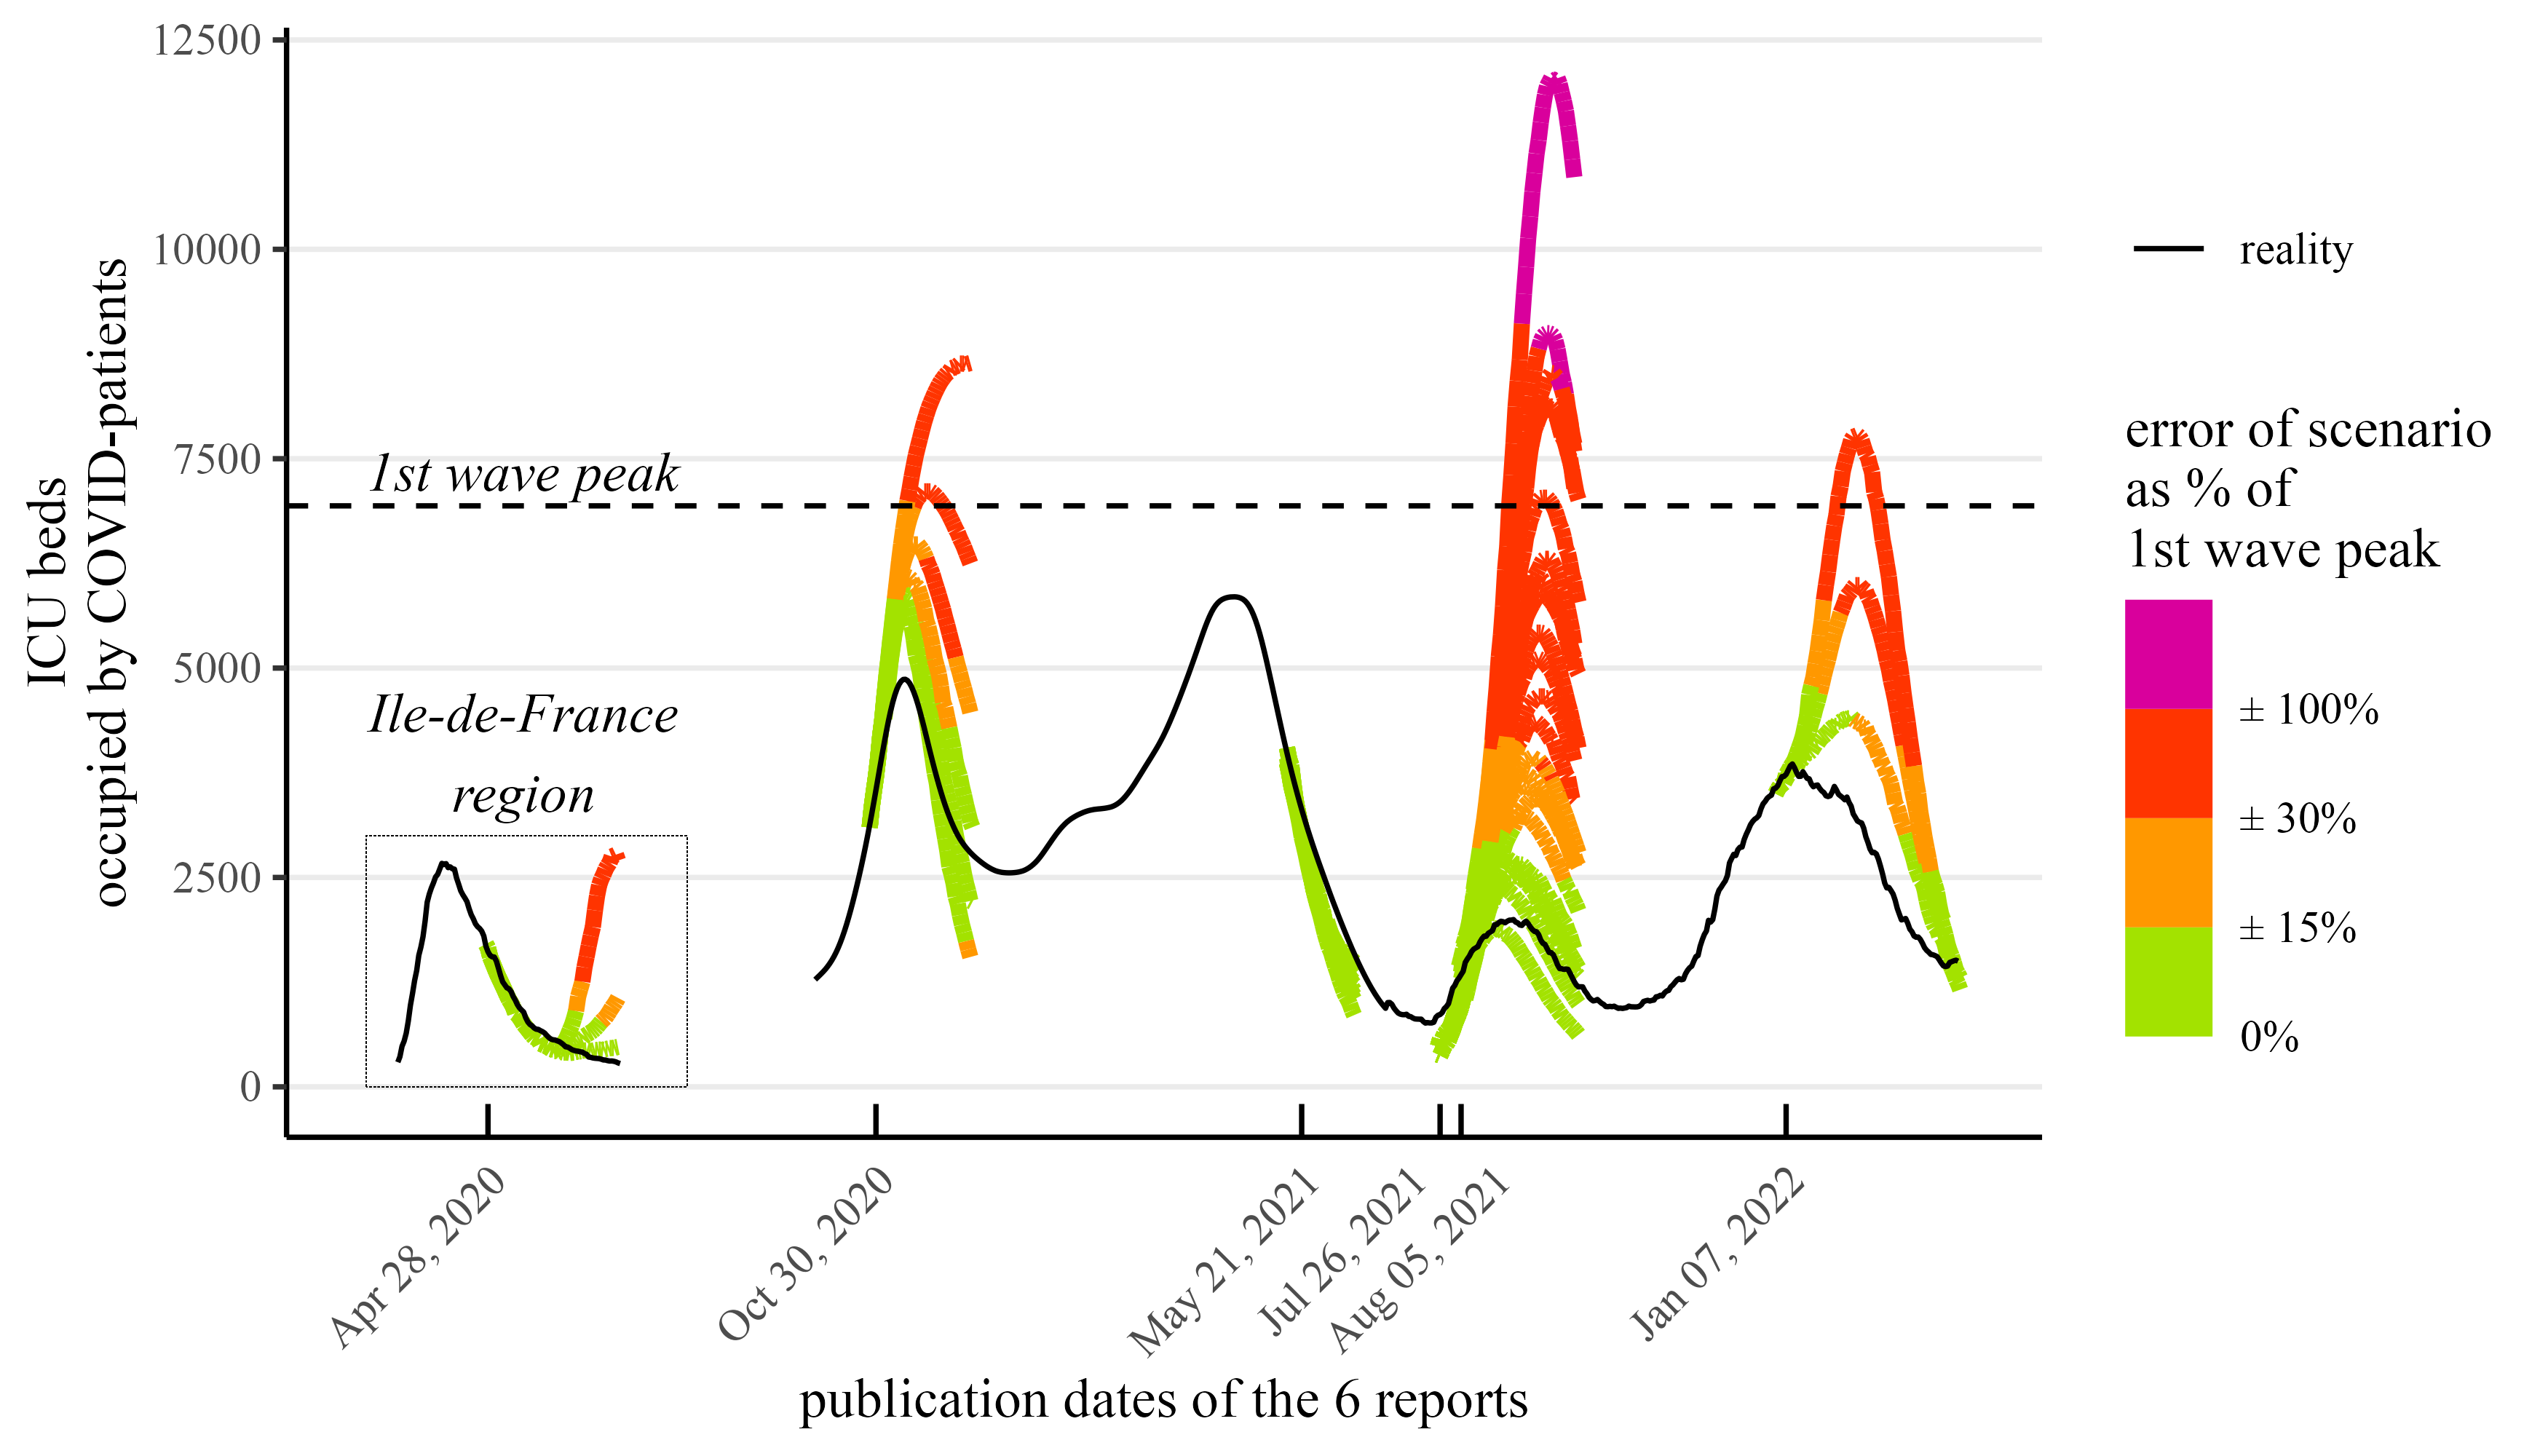 12500
10000
7500
5000
2500
0
ICU beds
occupied by COVID-patients
1st wave peak
Ile-de-France
region
Apr 28, 2020
Oct 30, 2020
May 21, 2021
Jul 26, 2021
Aug 05, 2021
Jan 07, 2022
publication dates of the 6 reports
reality
error of scenario
as % of
1st wave peak
± 100%
± 30%
± 15%
0%